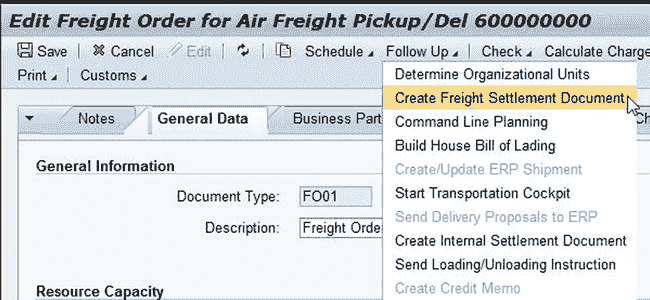 Edit Freight Order for Air Freight Pickup/Del 600000000
Save Cancel Edit Schedule Follow Up Check Calculate Charge
Print Customs
Determine Organizational Units
Create Freight Settlement Document
Notes General Data Business Part
Command Line Planning
Build House Bill of Lading
General Information
Create/Update ERP Shipment
Document Type: FO01
Start Transportation Cockpit
Send Delivery Proposals to ERP
Description: Freight Orde
Create Internal Settlement Document
Send Loading/Unloading Instruction
Resource Capacity
Create Credit Memo